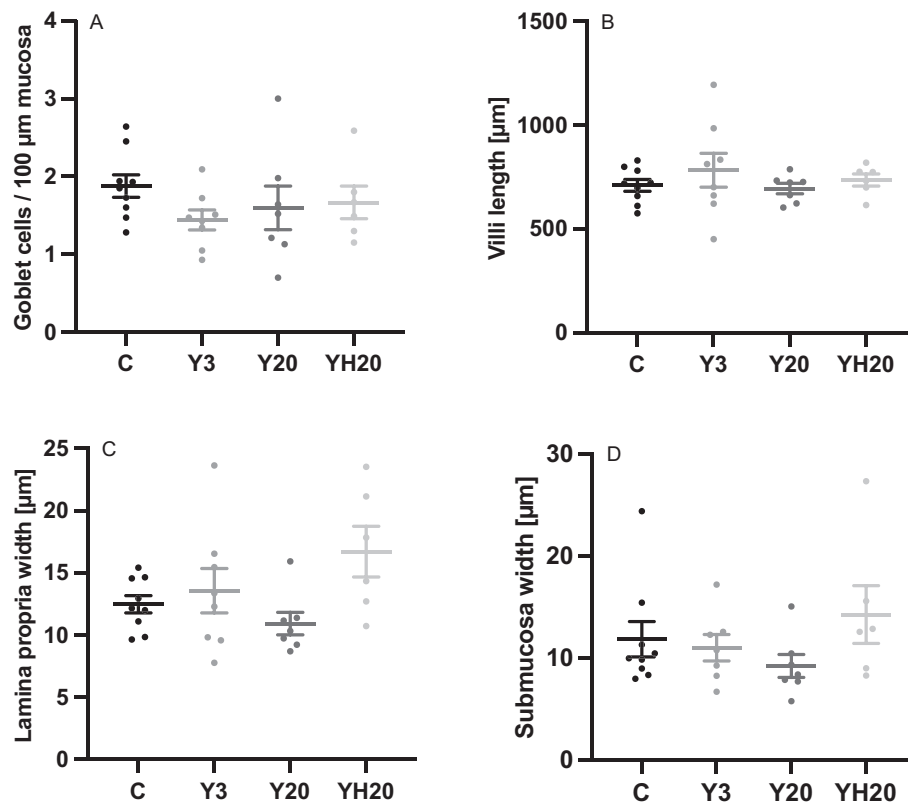 A
Goblet cells / 100 µm mucosa
4
3
2
1
0
C Y3 Y20 YH20
B
Villi length [µm]
1500
1000
500
0
C Y3 Y20 YH20
C
Lamina propria width [µm]
25
20
15
10
5
0
C Y3 Y20 YH20
D
Submucosa width [µm]
30
20
10
0
C Y3 Y20 YH20